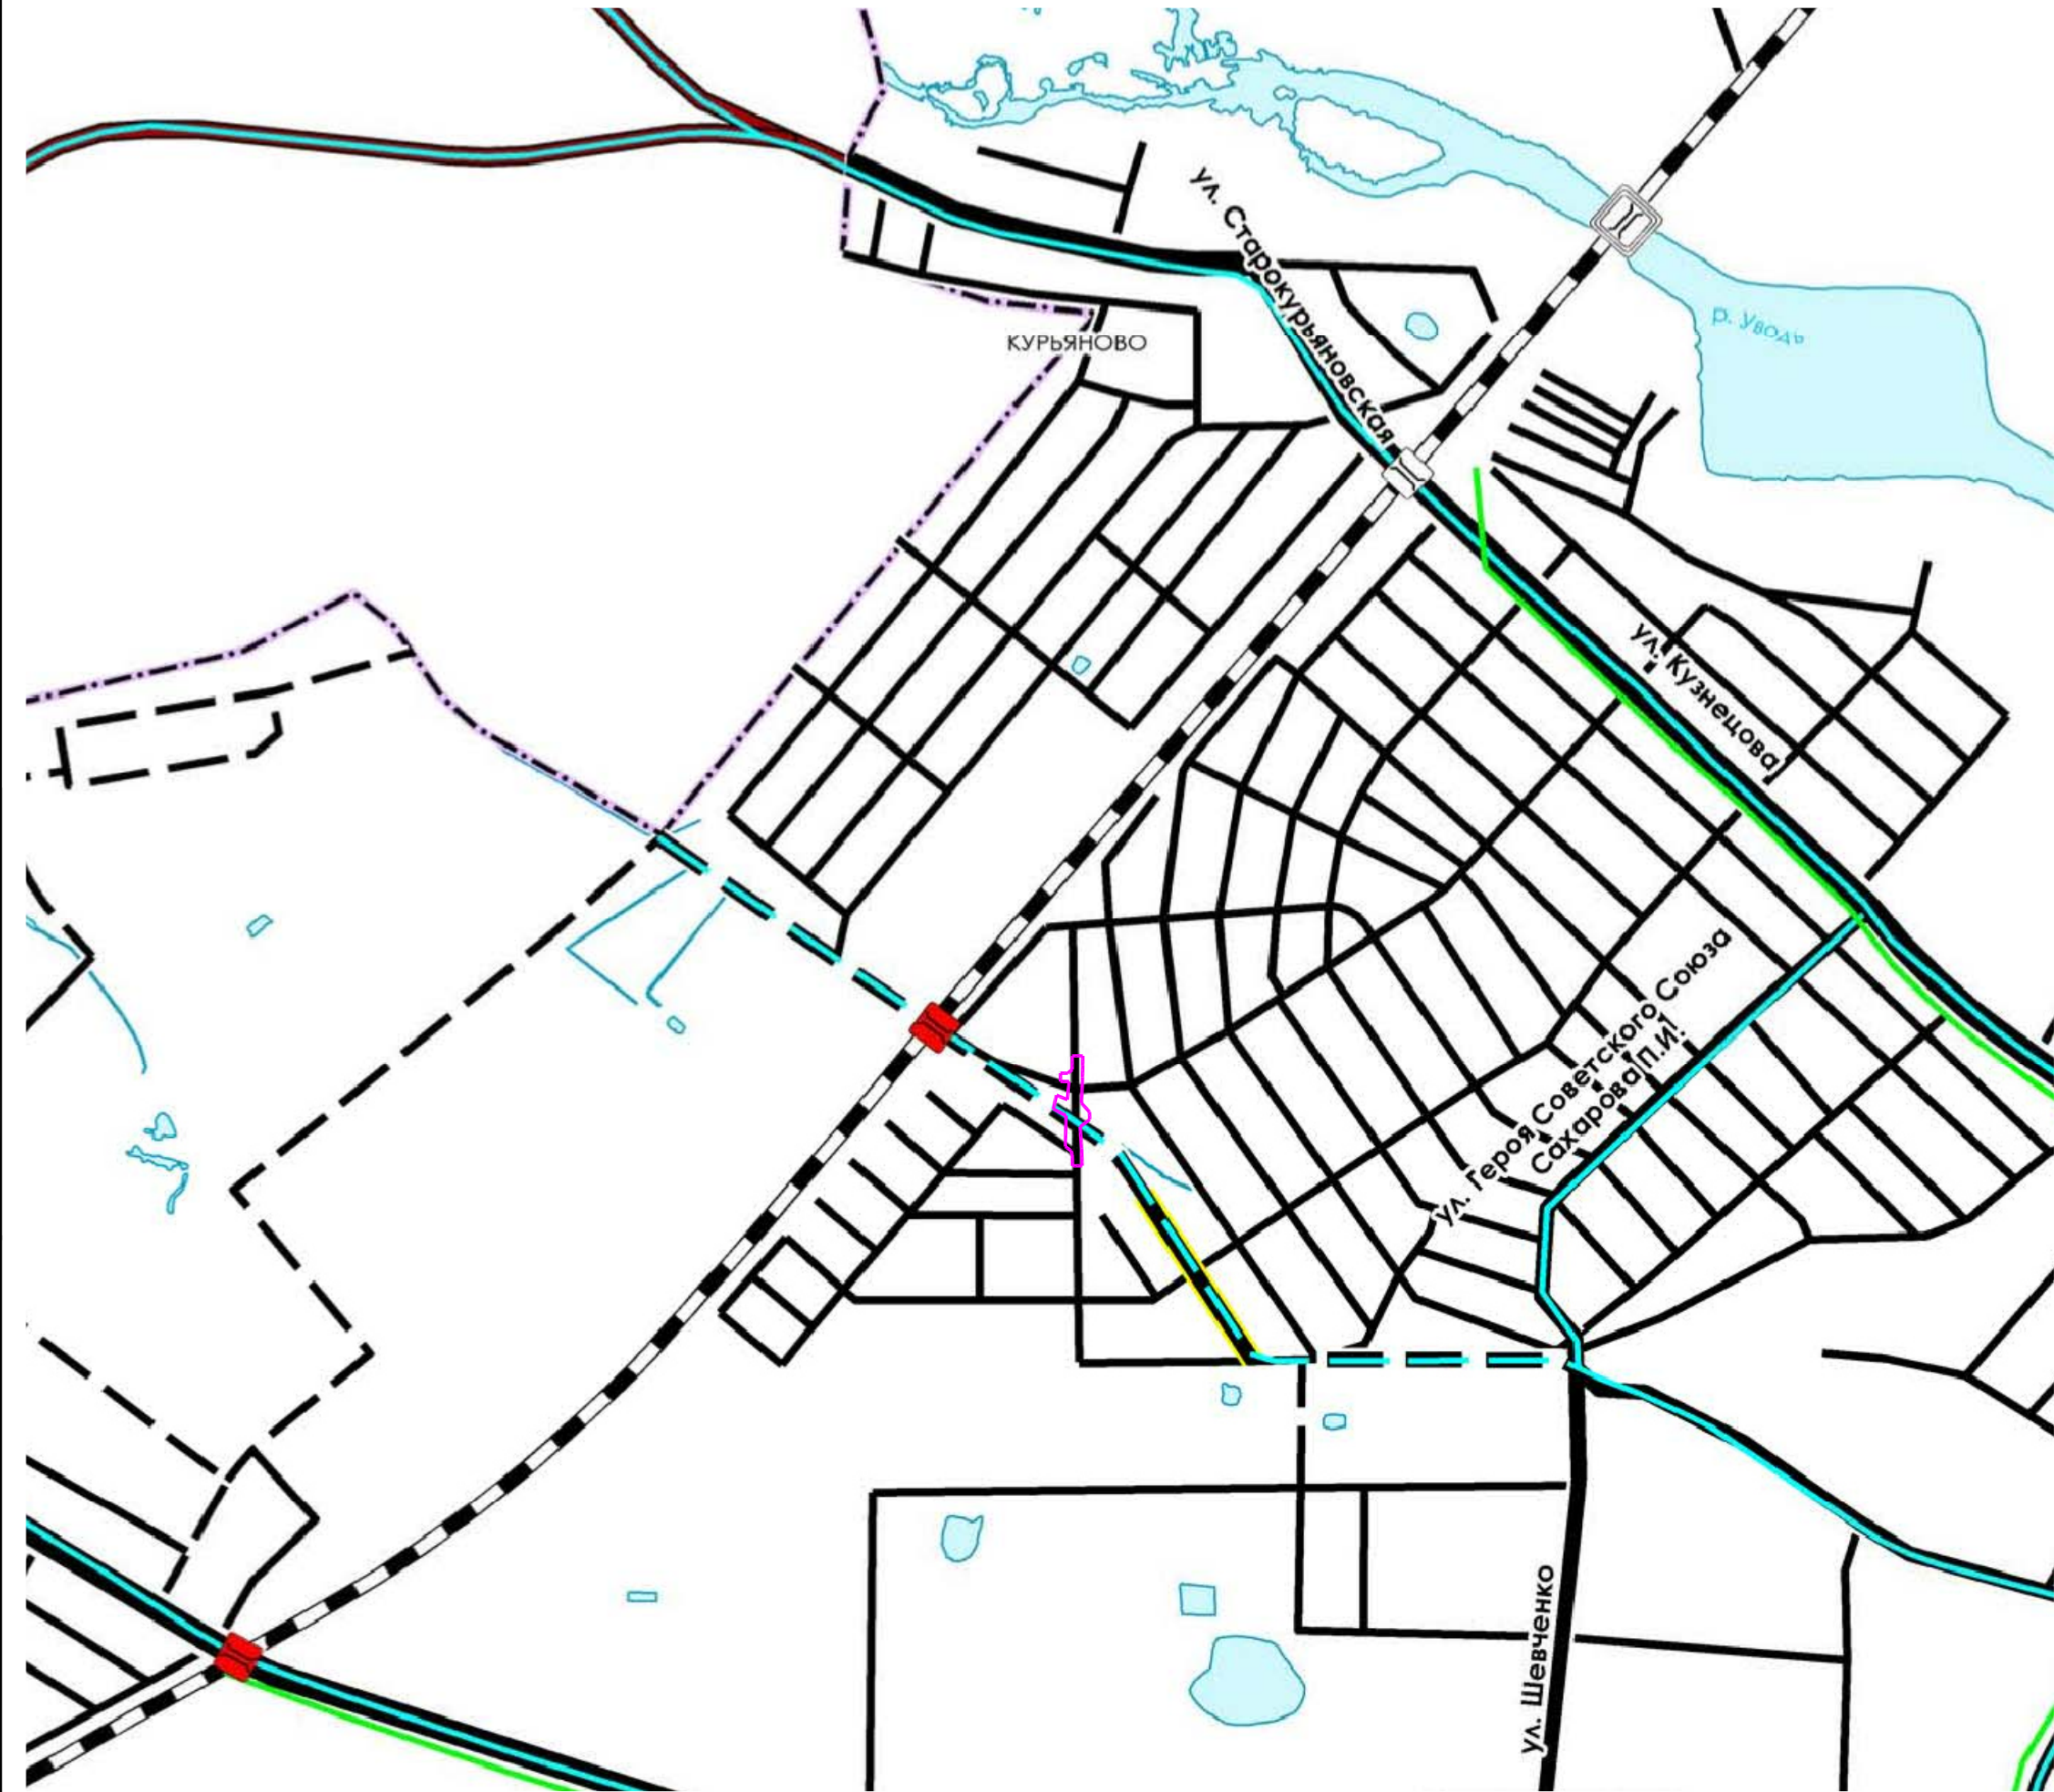 ул. Старокурьяновская
р. Уводь
КУРЬЯНОВО
ул. Кузнецова
ул. Героя Советского Союза
Сахарова П.И.
ул. Шевченко